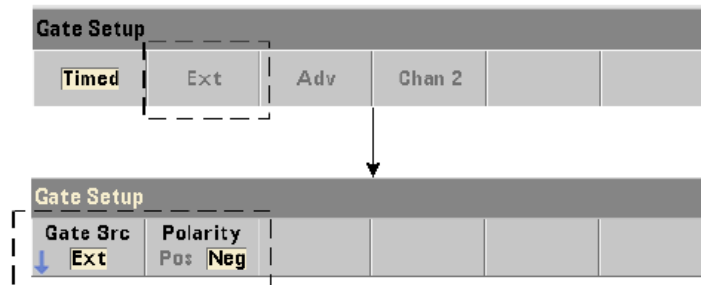 Gate Setup
Timed Ext Adv Chan 2
Gate Setup
Gate Src Polarity
Ext Pos Neg